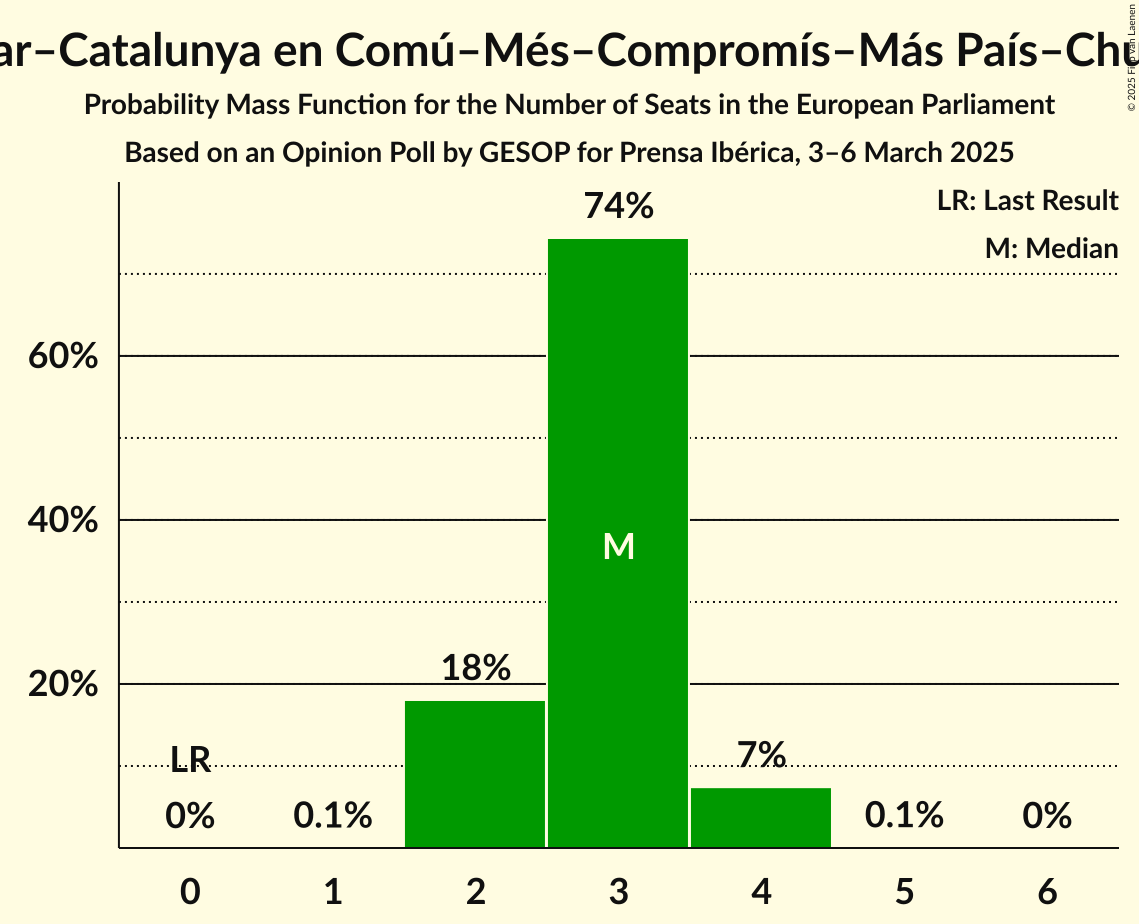 ar–Catalunya en Comú–Més–Compromís–Más País–Chu
© 2025 Filip van Laenen
Probability Mass Function for the Number of Seats in the European Parliament
Based on an Opinion Poll by GESOP for Prensa Ibérica, 3–6 March 2025
LR: Last Result
M: Median
74%
60%
40%
M
18%
20%
LR
7%
0%
0.1%
0.1%
0%
0 1 2 3 4 5 6